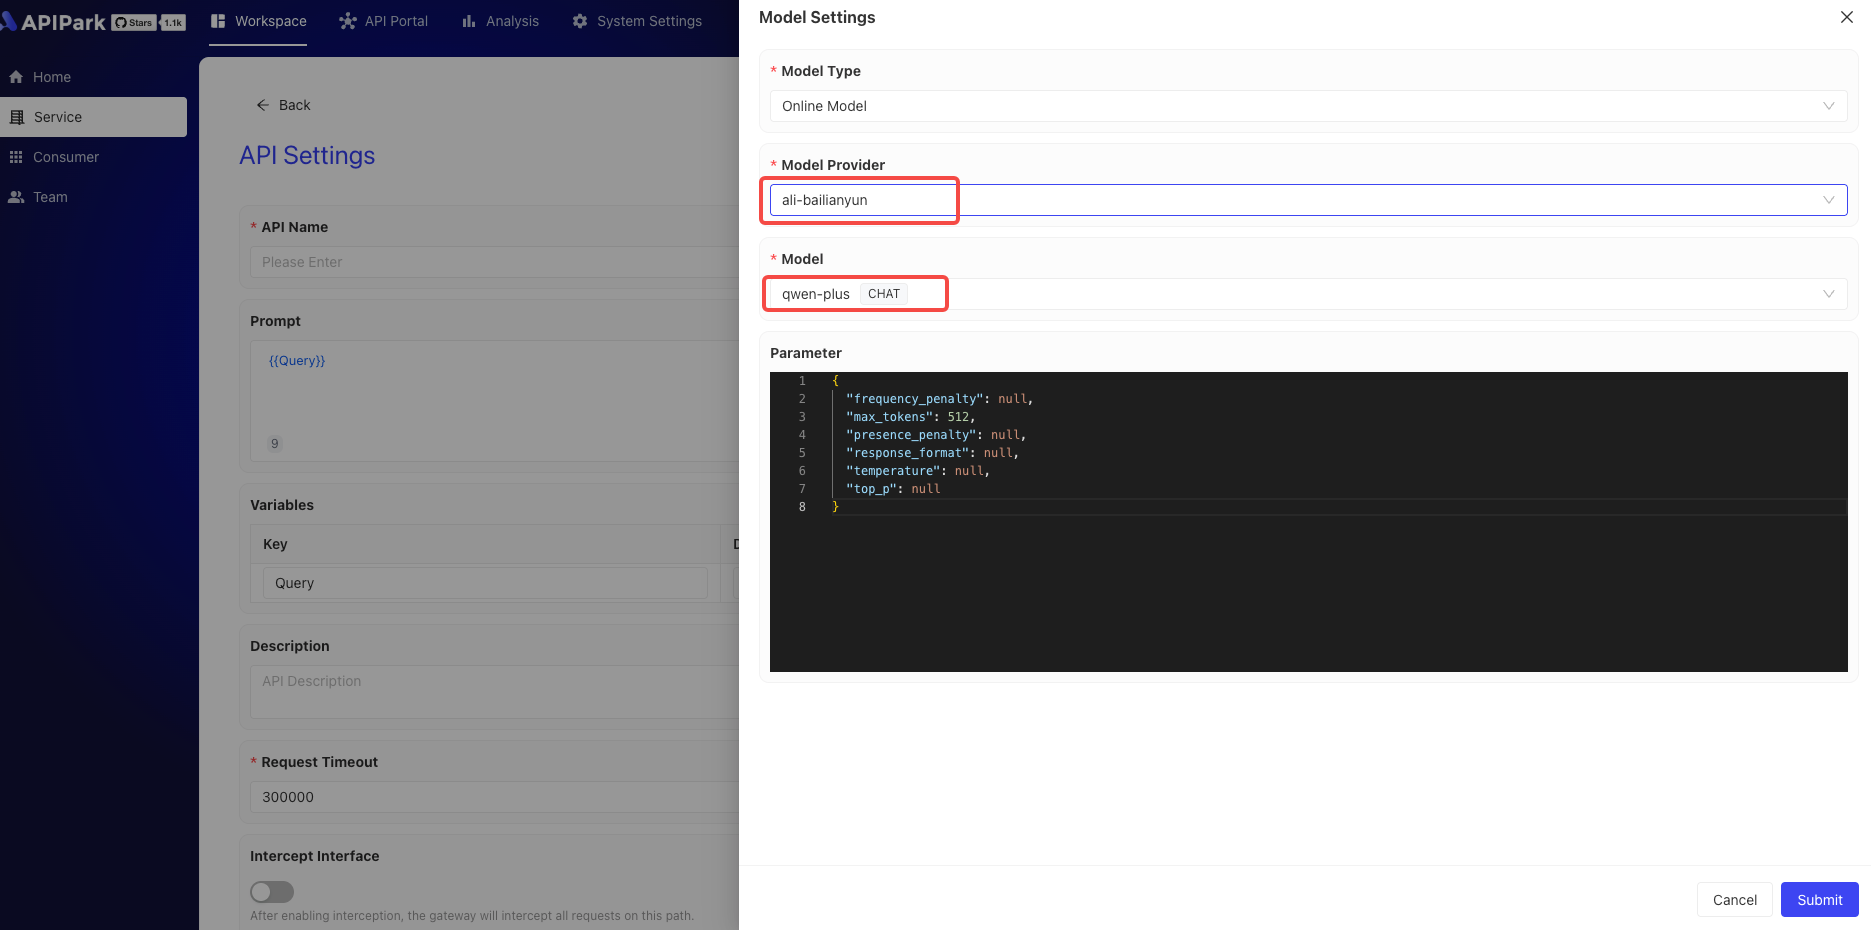 APIPark
Stars 1.1k
Workspace
API Portal
Analysis
System Settings
Home
Service
Consumer
Team
Back
API Settings
* API Name
Please Enter
Prompt
{{Query}}
9
Variables
Key
Query
Description
API Description
* Request Timeout
300000
Intercept Interface
After enabling interception, the gateway will intercept all requests on this path.
Model Settings
* Model Type
Online Model
* Model Provider
ali-bailianyun
* Model
qwen-plus CHAT
Parameter
1 {
2 "frequency_penalty": null,
3 "max_tokens": 512,
4 "presence_penalty": null,
5 "response_format": null,
6 "temperature": null,
7 "top_p": null
8 }
Cancel
Submit